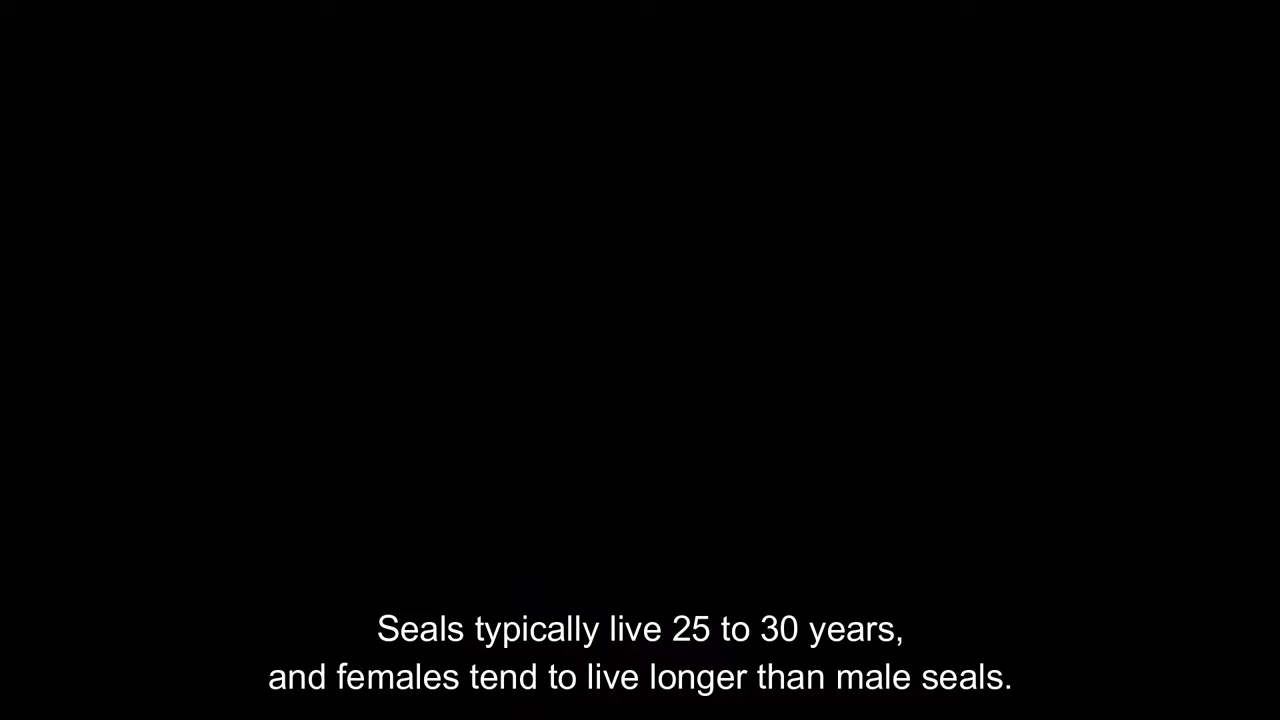 Seals typically live 25 to 30 years,
and females tend to live longer than male seals.